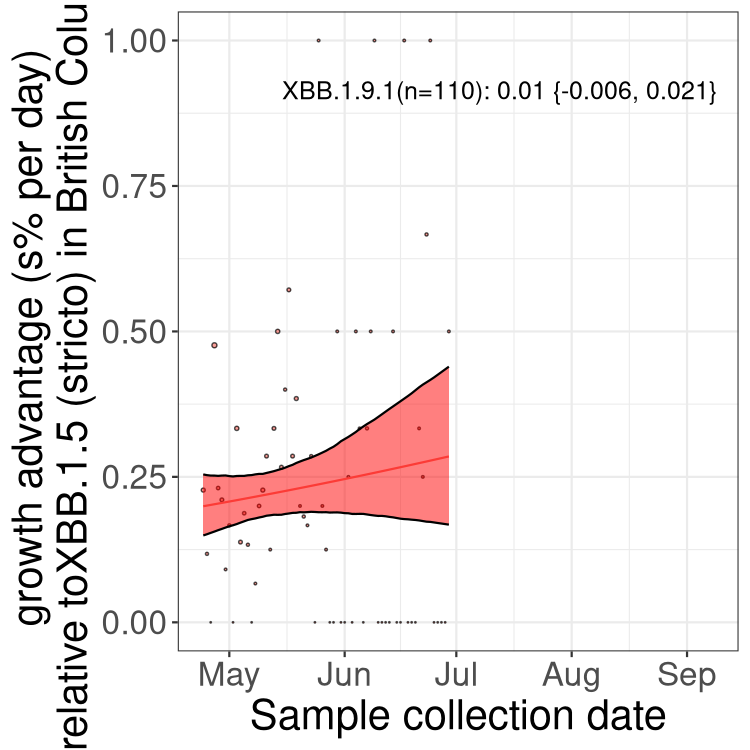 growth advantage (s% per day)
relative toXBB.1.5 (stricto) in British Colu
1.00
0.75
0.50
0.25
0.00
XBB.1.9.1(n=110): 0.01 {-0.006, 0.021}
May Jun Jul Aug Sep
Sample collection date